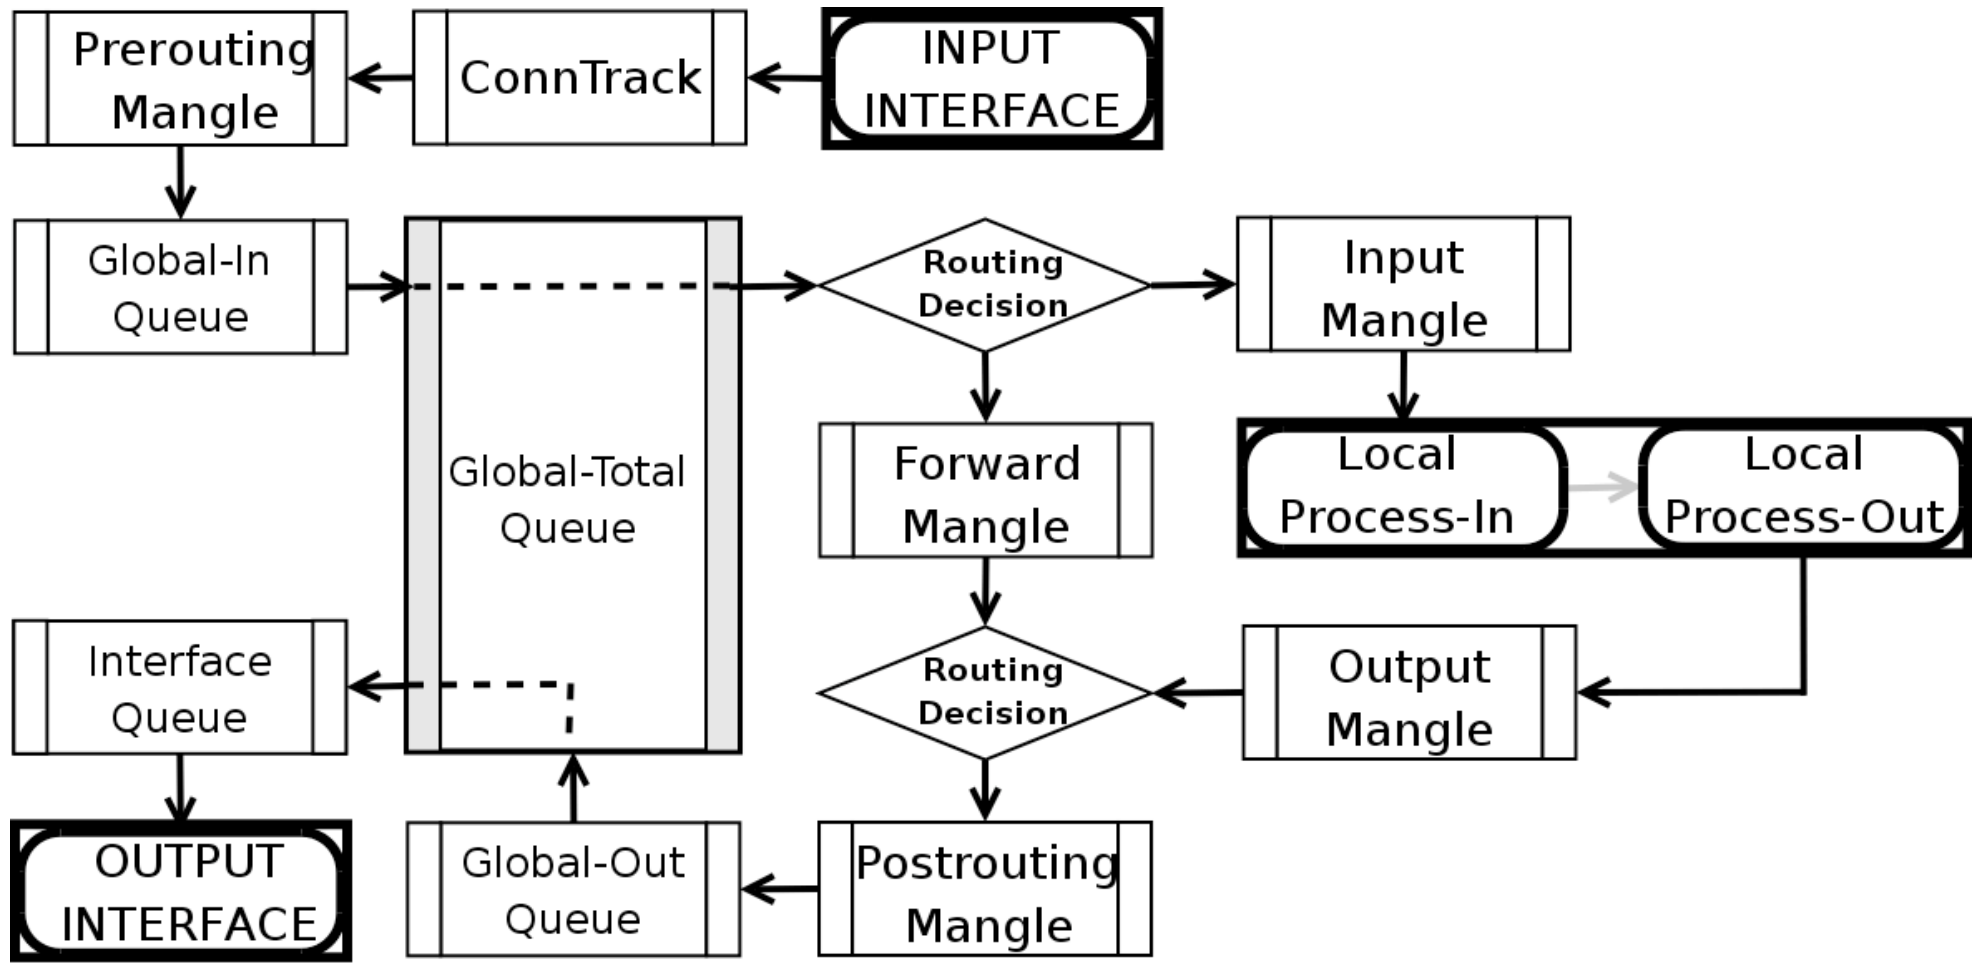 Prerouting
Mangle
ConnTrack
INPUT
INTERFACE
Global-In
Queue
Global-Total
Queue
Routing
Decision
Input
Mangle
Forward
Mangle
Local
Process-In
Local
Process-Out
Interface
Queue
Routing
Decision
Output
Mangle
OUTPUT
INTERFACE
Global-Out
Queue
Postrouting
Mangle